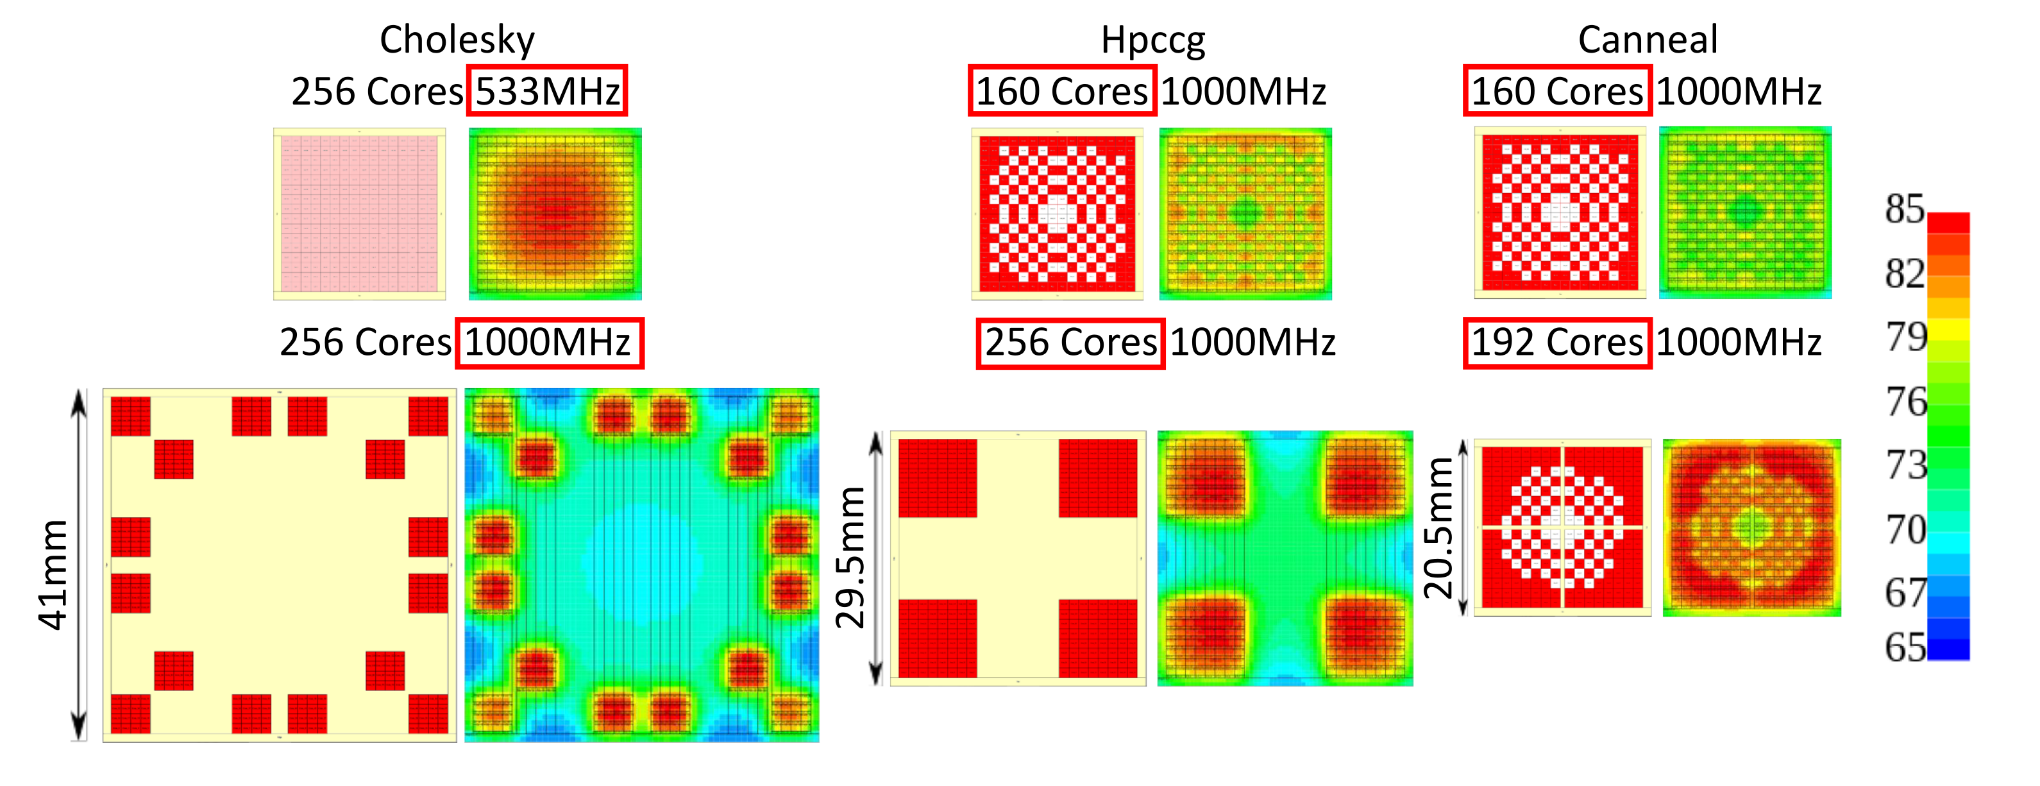 Cholesky
256 Cores 533MHz
256 Cores 1000MHz
41mm
Hpccg
160 Cores 1000MHz
256 Cores 1000MHz
29.5mm
Canneal
160 Cores 1000MHz
192 Cores 1000MHz
20.5mm
85
82
79
76
73
70
67
65